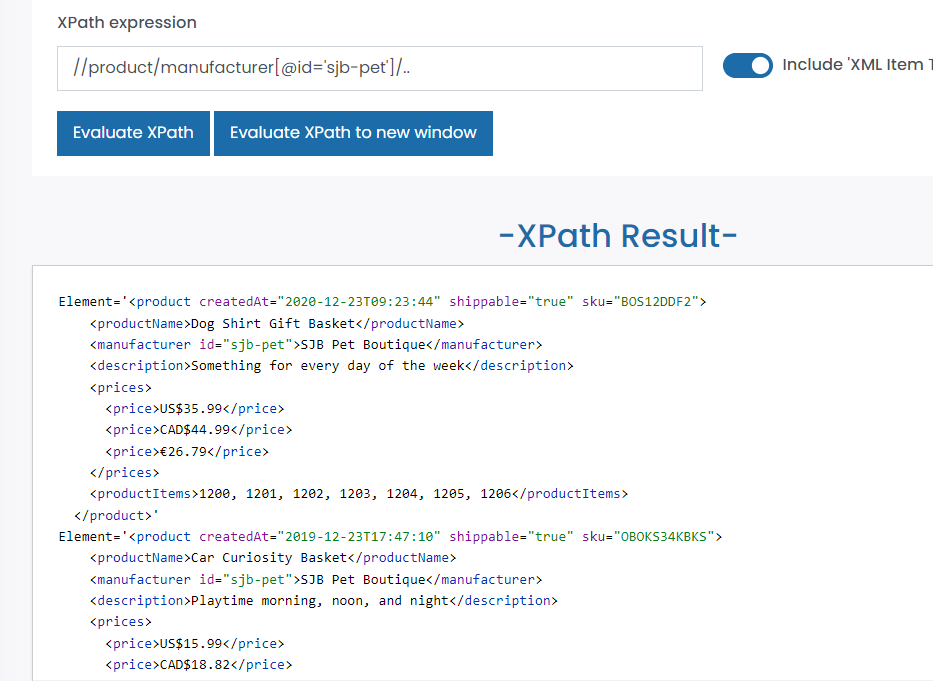 XPath expression
//product/manufacturer[@id='sjb-pet']/..
Include 'XML Item
Evaluate XPath
Evaluate XPath to new window
-XPath Result-
Element='<product createdAt="2020-12-23T09:23:44" shippable="true" sku="BOS12DDF2">
<productName>Dog Shirt Gift Basket</productName>
<manufacturer id="sjb-pet">SJB Pet Boutique</manufacturer>
<description>Something for every day of the week</description>
<prices>
<price>US$35.99</price>
<price>CAD$44.99</price>
<price>€26.79</price>
</prices>
<productItems>1200, 1201, 1202, 1203, 1204, 1205, 1206</productItems>
</product>'
Element='<product createdAt="2019-12-23T17:47:10" shippable="true" sku="OBOKS34KBKS">
<productName>Car Curiosity Basket</productName>
<manufacturer id="sjb-pet">SJB Pet Boutique</manufacturer>
<description>Playtime morning, noon, and night</description>
<prices>
<price>US$15.99</price>
<price>CAD$18.82</price>